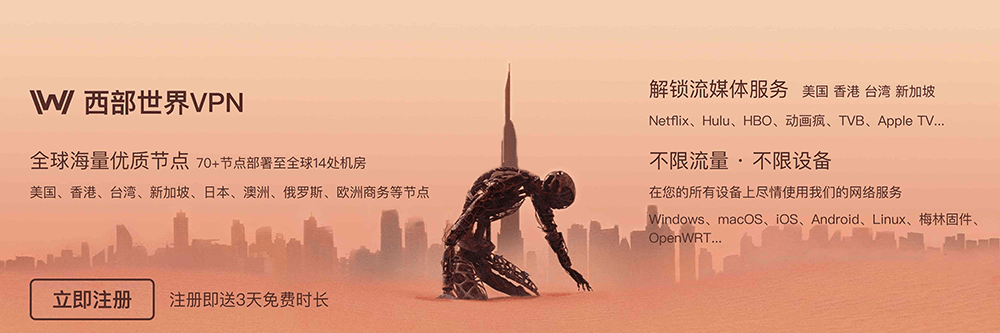 W 西部世界VPN
全球海量优质节点 70+节点部署至全球14处机房
美国、香港、台湾、新加坡、日本、澳洲、俄罗斯、欧洲商务等节点
立即注册 注册即送3天免费时长
解锁流媒体服务 美国 香港 台湾 新加坡
Netflix、Hulu、HBO、动画疯、TVB、Apple TV...
不限流量 · 不限设备
在您的所有设备上尽情使用我们的网络服务
Windows、macOS、iOS、Android、Linux、梅林固件、
OpenWRT...